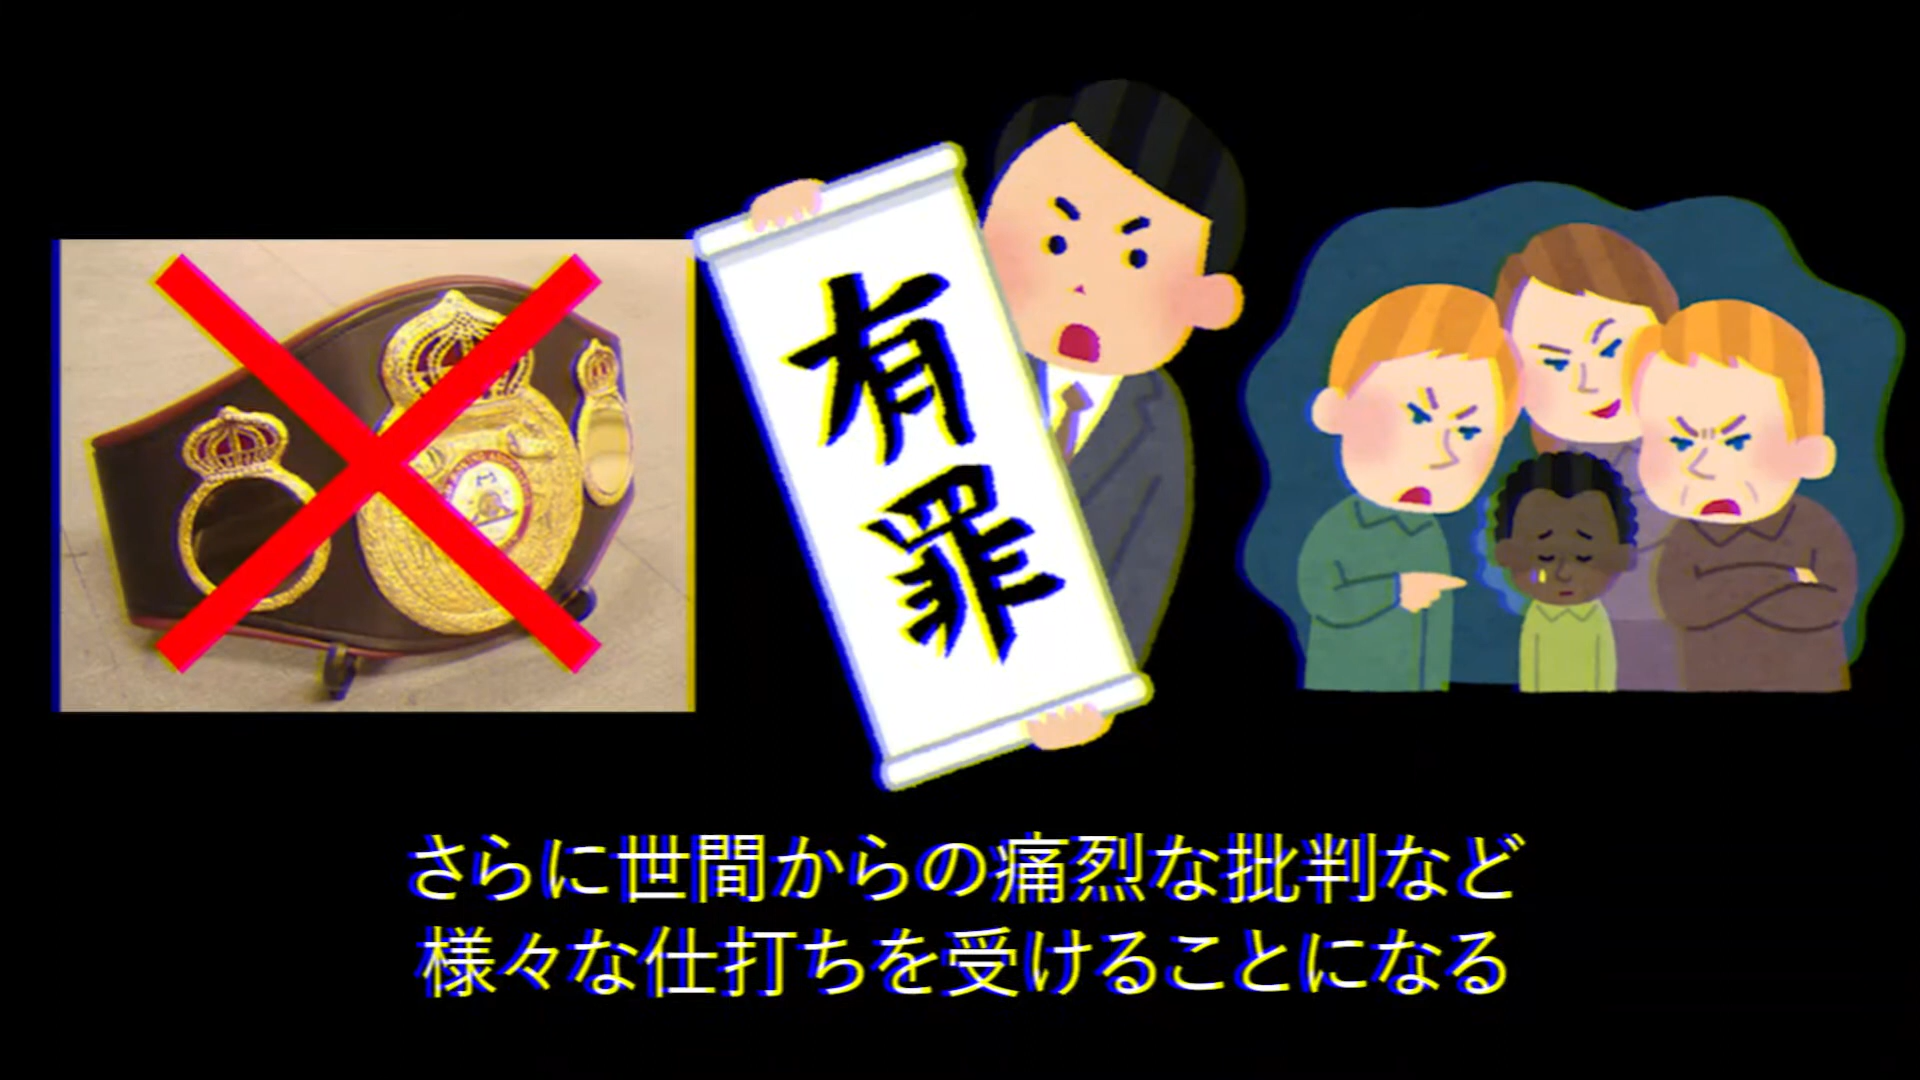 有罪
さらに世間からの痛烈な批判など
様々な仕打ちを受けることになる